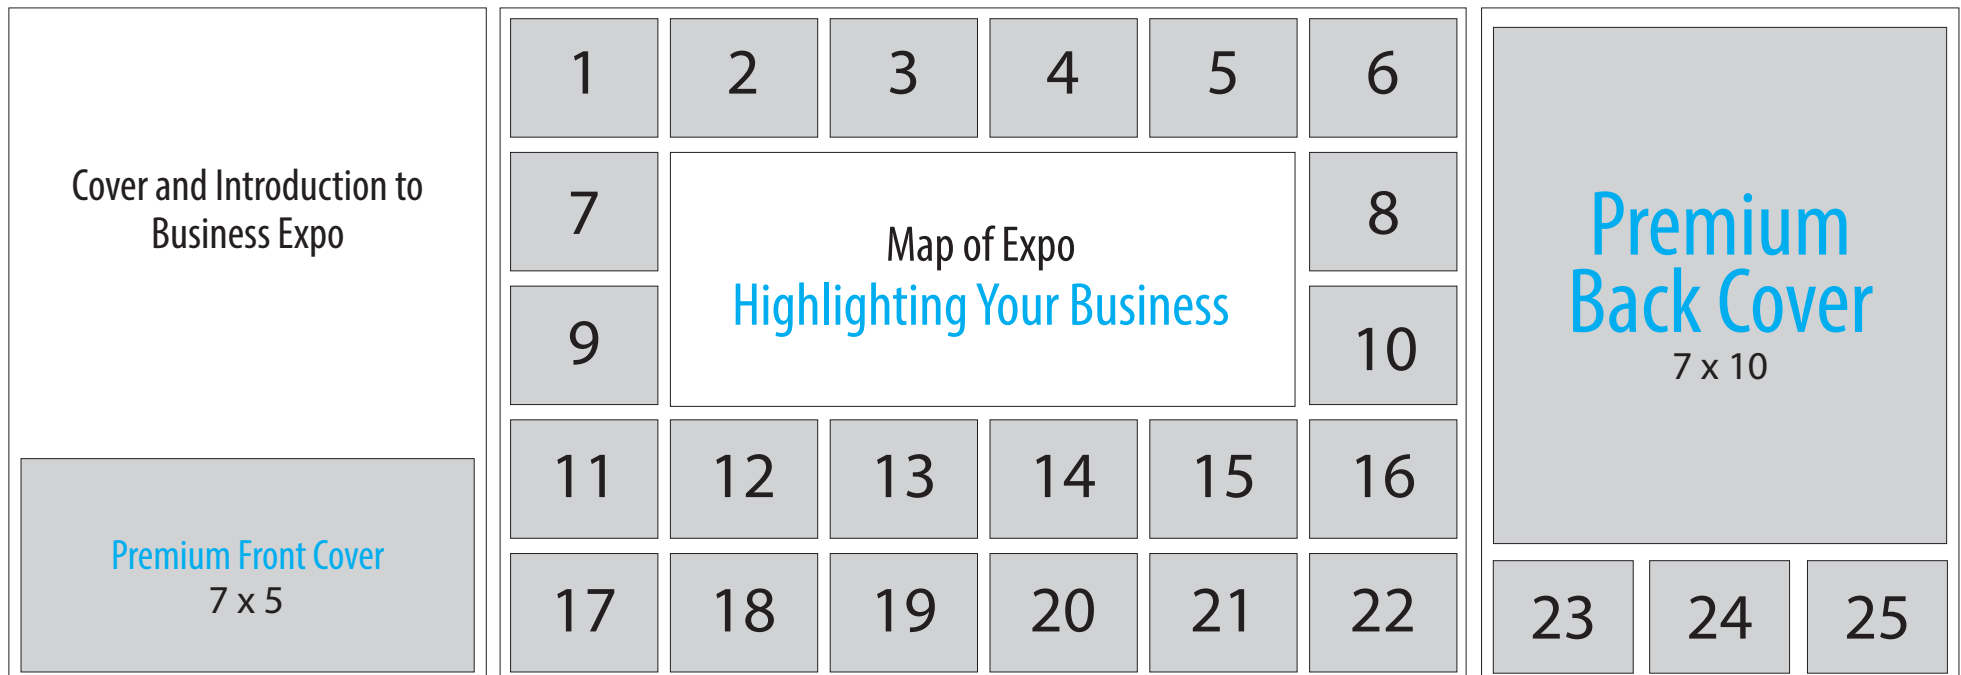 Cover and Introduction to
Business Expo
Premium Front Cover
7 x 5
1 2 3 4 5 6
7 8
Map of Expo
Highlighting Your Business
9 10
11 12 13 14 15 16
17 18 19 20 21 22
Premium
Back Cover
7 x 10
23 24 25